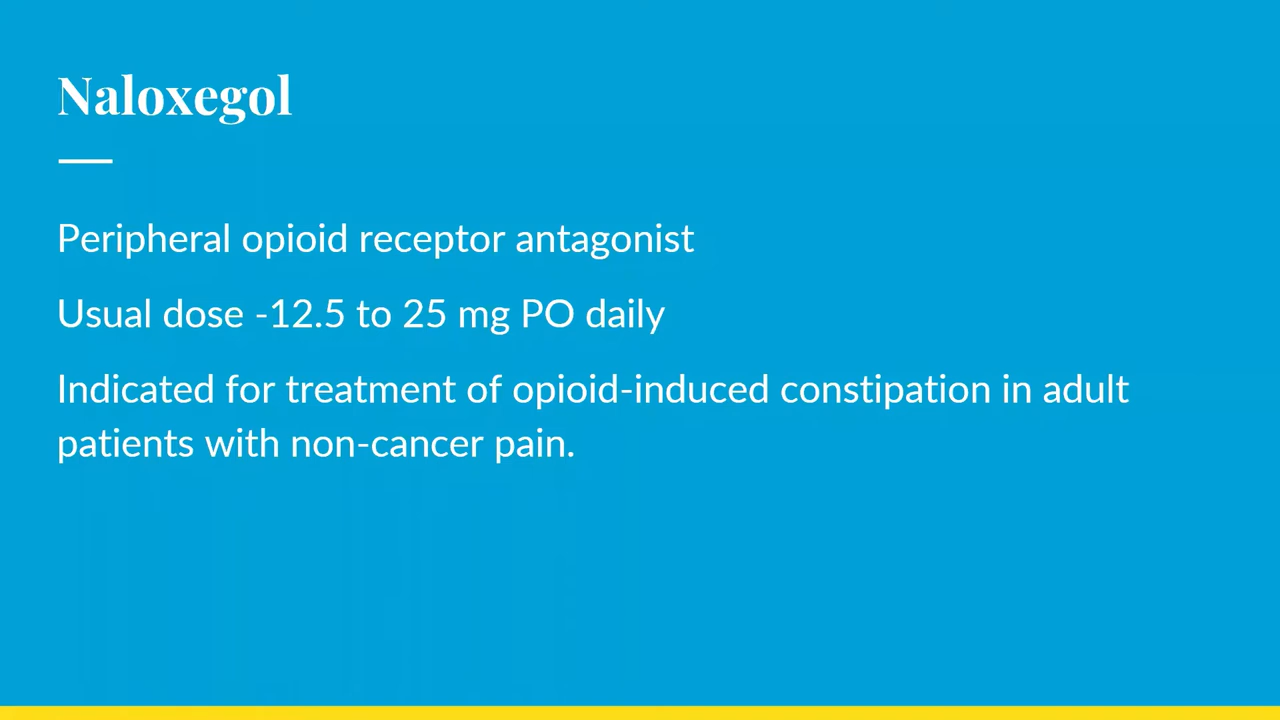 Naloxegol
Peripheral opioid receptor antagonist
Usual dose -12.5 to 25 mg PO daily
Indicated for treatment of opioid-induced constipation in adult
patients with non-cancer pain.